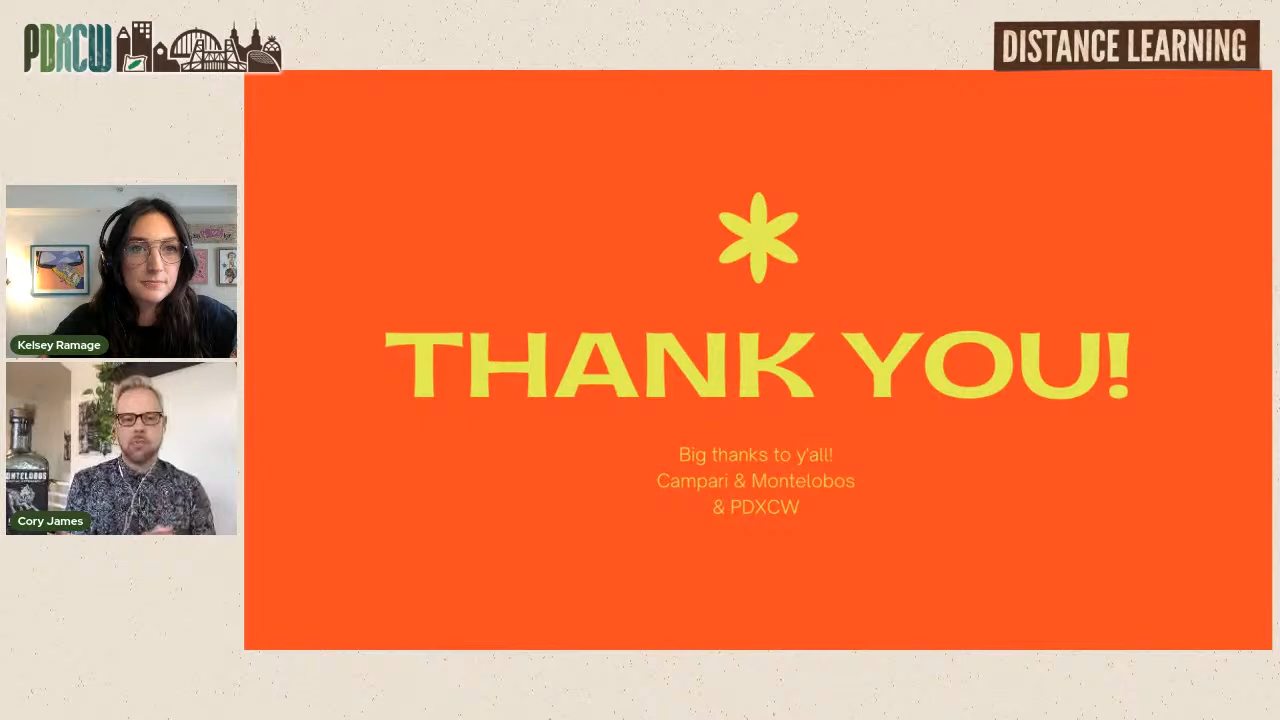 PDXCW
DISTANCE LEARNING
Kelsey Ramage
MONTELOBOS
Cory James
THANK YOU!
Big thanks to y'all!
Campari & Montelobos
& PDXCW